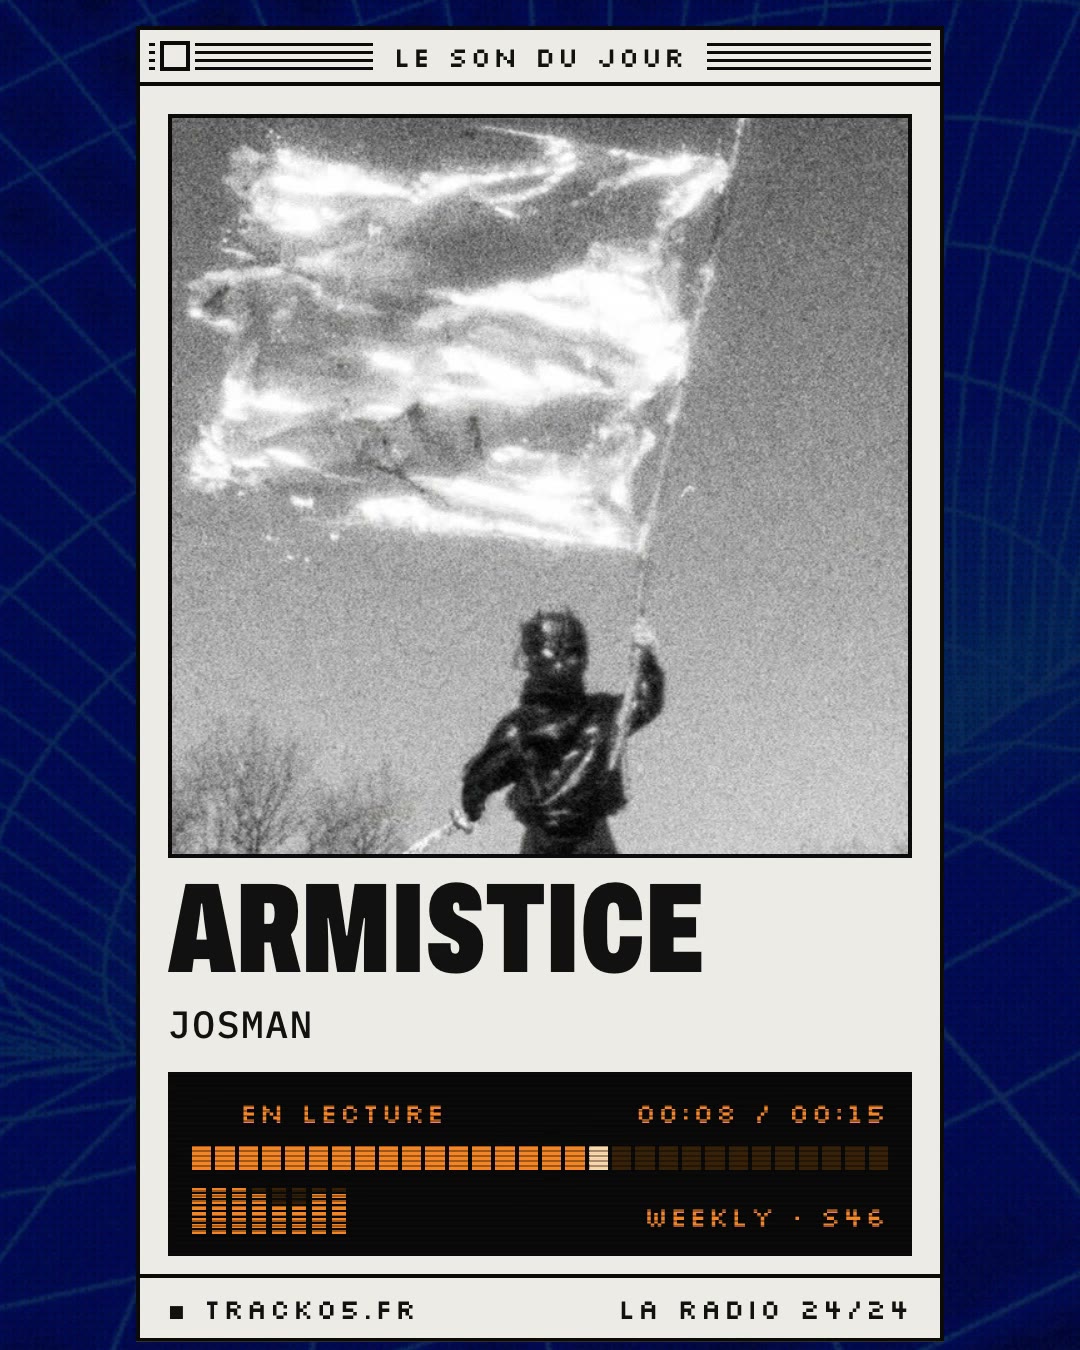 LE SON DU JOUR
ARMISTICE
JOSMAN
EN LECTURE 00:08 / 00:15
WEEKLY · S46
■ TRACK05.FR LA RADIO 24/24